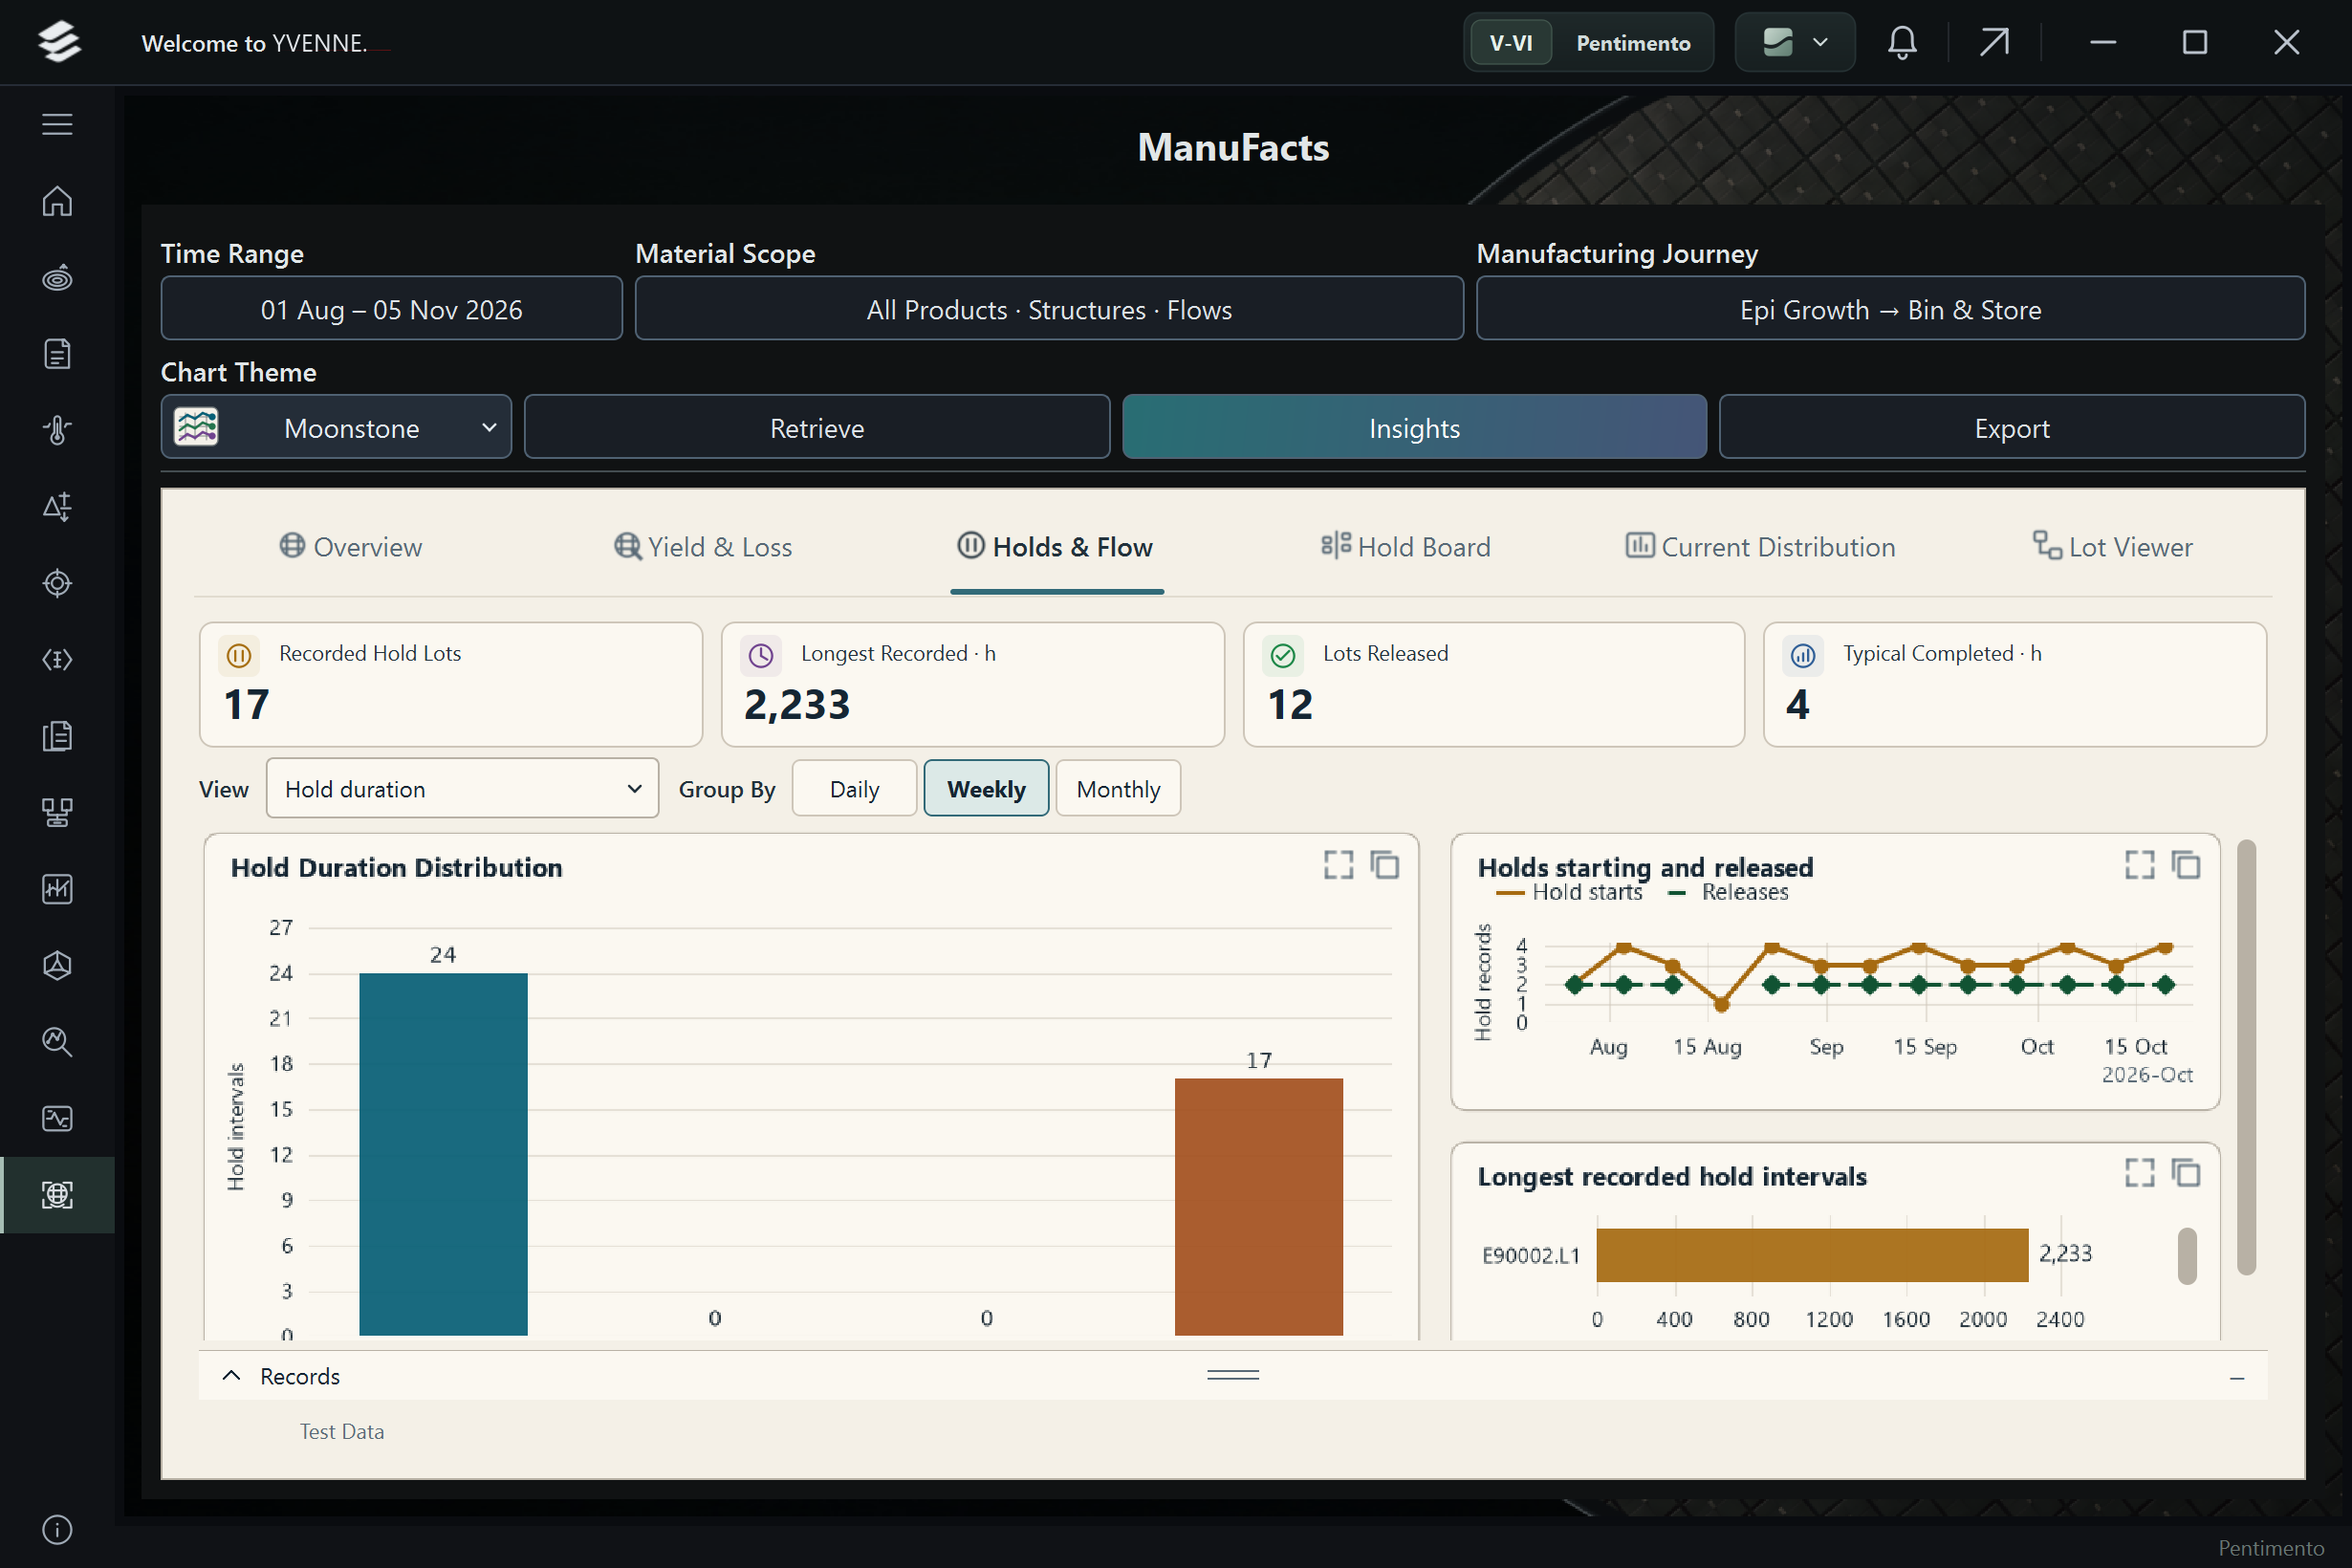 Welcome to YVENNE.
V-VI Pentimento
ManuFacts
Time Range
Material Scope
Manufacturing Journey
01 Aug – 05 Nov 2026
All Products · Structures · Flows
Epi Growth → Bin & Store
Chart Theme
Moonstone
Retrieve
Insights
Export
Overview
Yield & Loss
Holds & Flow
Hold Board
Current Distribution
Lot Viewer
Recorded Hold Lots
17
Longest Recorded · h
2,233
Lots Released
12
Typical Completed · h
4
View
Hold duration
Group By
Daily
Weekly
Monthly
Hold Duration Distribution
Hold intervals
27
24
21
18
15
12
9
6
3
0
24
0
0
17
Holds starting and released
Hold starts
Releases
Hold records
4
3
2
1
0
Aug
15 Aug
Sep
15 Sep
Oct
15 Oct
2026-Oct
Longest recorded hold intervals
E90002.L1
2,233
0
400
800
1200
1600
2000
2400
Records
Test Data
Pentimento